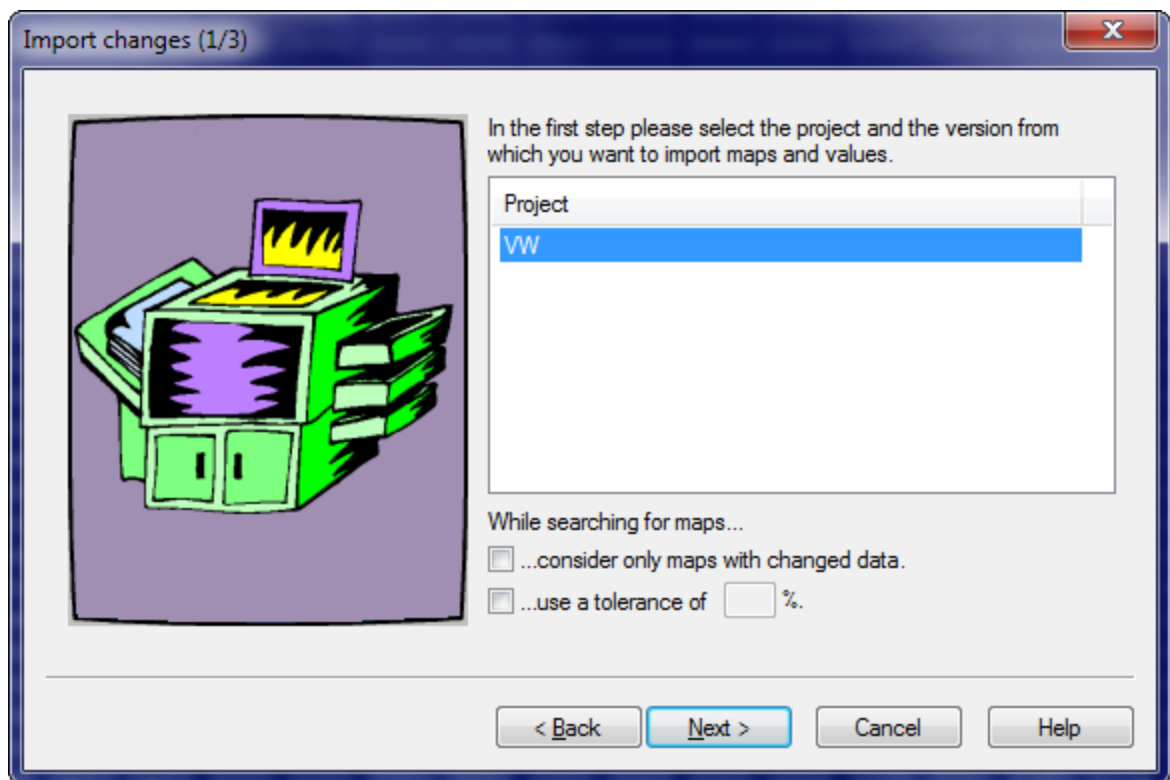 Import changes (1/3)
In the first step please select the project and the version from
which you want to import maps and values.
Project
VW
While searching for maps...
...consider only maps with changed data.
...use a tolerance of %.
< Back
Next >
Cancel
Help